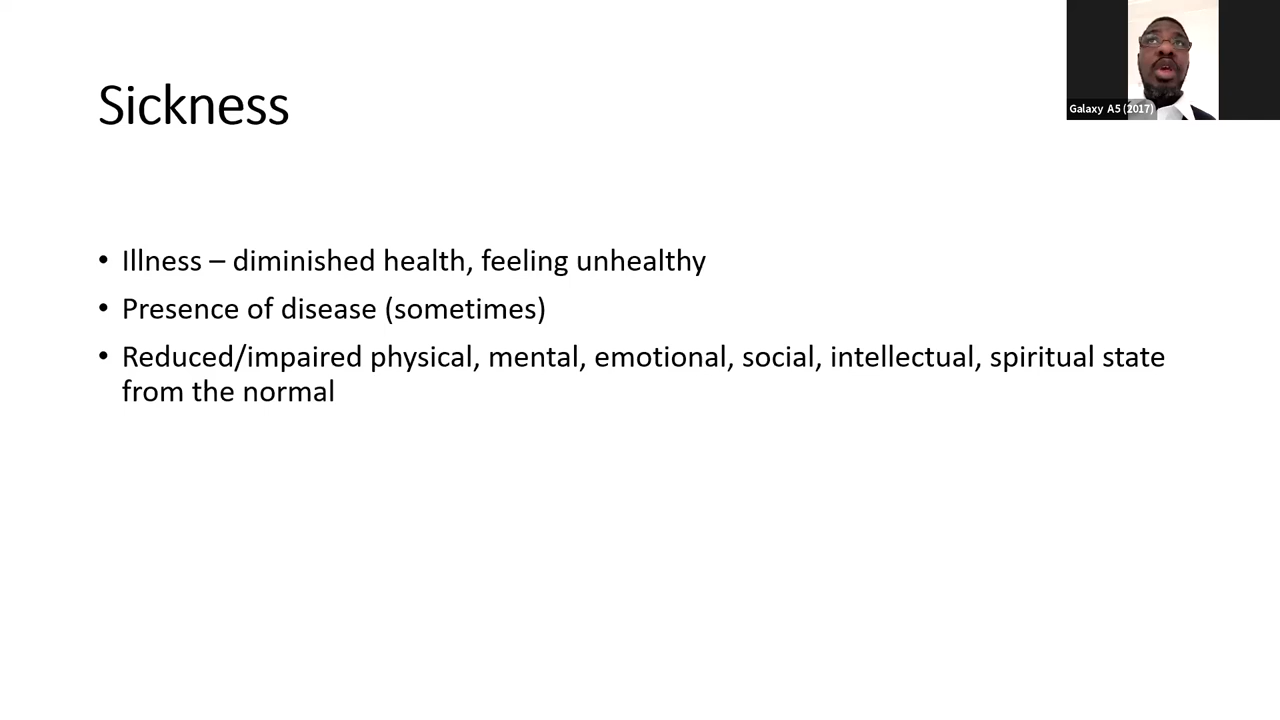 Sickness
Galaxy A5 (2017)
• Illness – diminished health, feeling unhealthy
• Presence of disease (sometimes)
• Reduced/impaired physical, mental, emotional, social, intellectual, spiritual state
from the normal